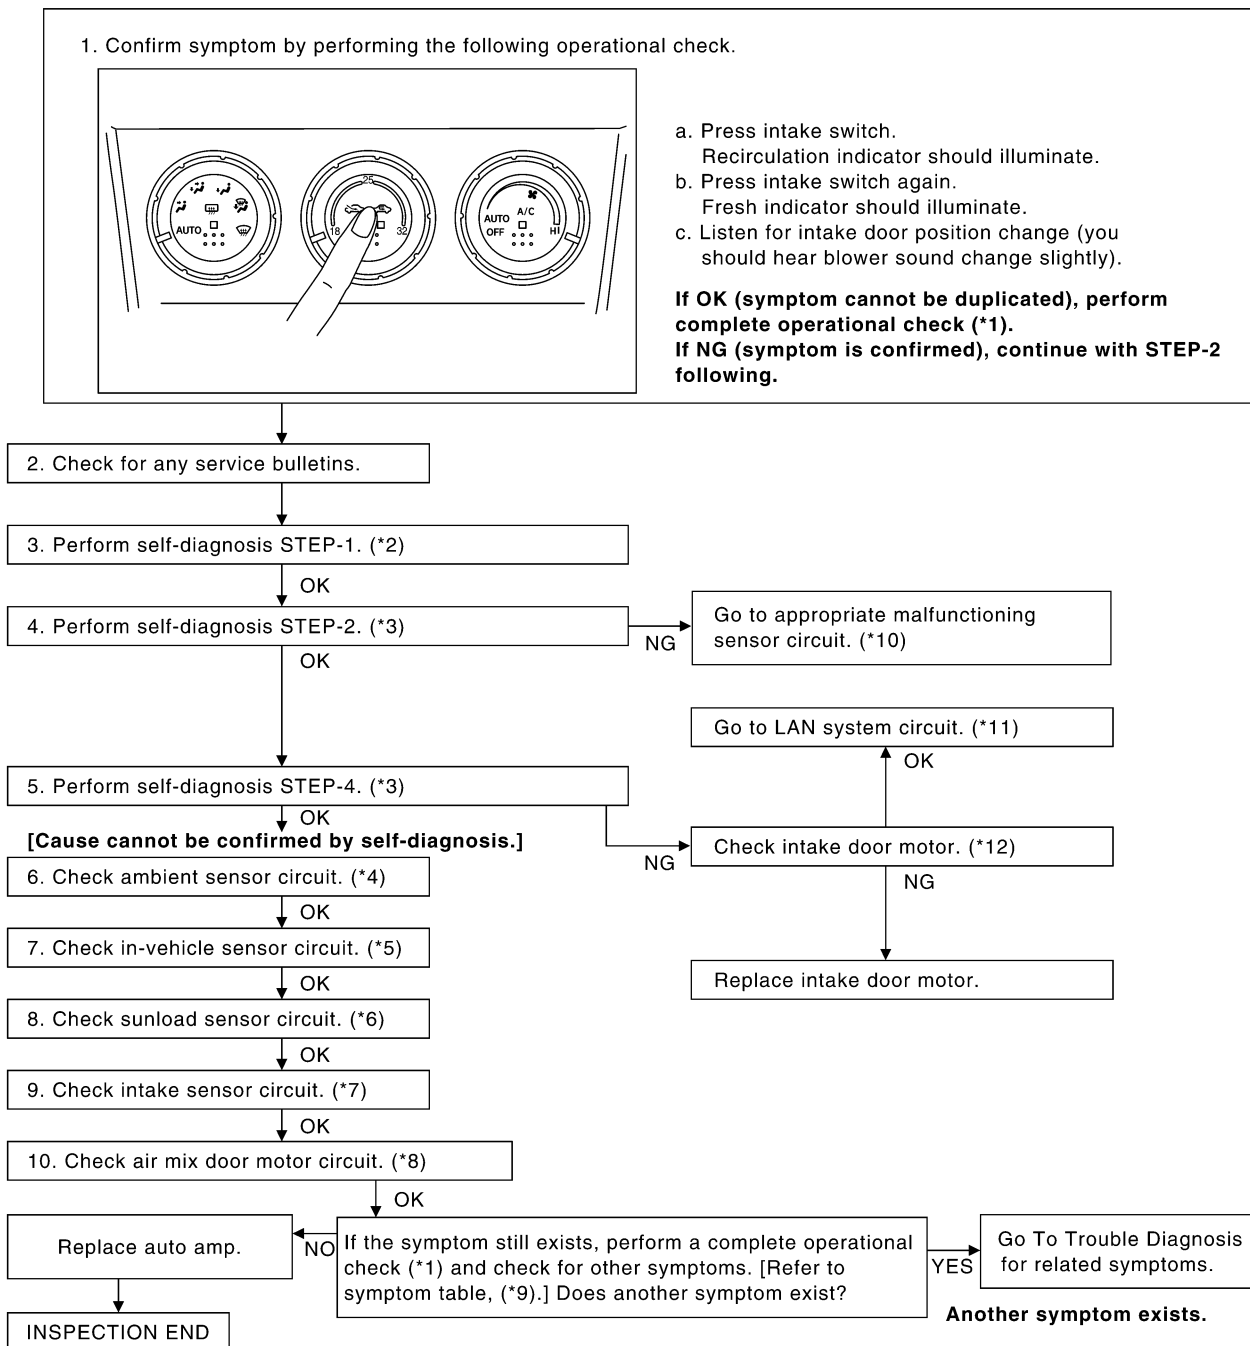 1. Confirm symptom by performing the following operational check.
25
18
32
AUTO
AUTO
OFF
A/C
HI
a. Press intake switch.
Recirculation indicator should illuminate.
b. Press intake switch again.
Fresh indicator should illuminate.
c. Listen for intake door position change (you
should hear blower sound change slightly).
If OK (symptom cannot be duplicated), perform
complete operational check (*1).
If NG (symptom is confirmed), continue with STEP-2
following.
2. Check for any service bulletins.
3. Perform self-diagnosis STEP-1. (*2)
OK
4. Perform self-diagnosis STEP-2. (*3)
NG
Go to appropriate malfunctioning
sensor circuit. (*10)
OK
Go to LAN system circuit. (*11)
OK
5. Perform self-diagnosis STEP-4. (*3)
OK
[Cause cannot be confirmed by self-diagnosis.]
NG
Check intake door motor. (*12)
NG
Replace intake door motor.
6. Check ambient sensor circuit. (*4)
OK
7. Check in-vehicle sensor circuit. (*5)
OK
8. Check sunload sensor circuit. (*6)
OK
9. Check intake sensor circuit. (*7)
OK
10. Check air mix door motor circuit. (*8)
OK
Replace auto amp.
NO
If the symptom still exists, perform a complete operational
check (*1) and check for other symptoms. [Refer to
symptom table, (*9).] Does another symptom exist?
YES
Go To Trouble Diagnosis
for related symptoms.
Another symptom exists.
INSPECTION END